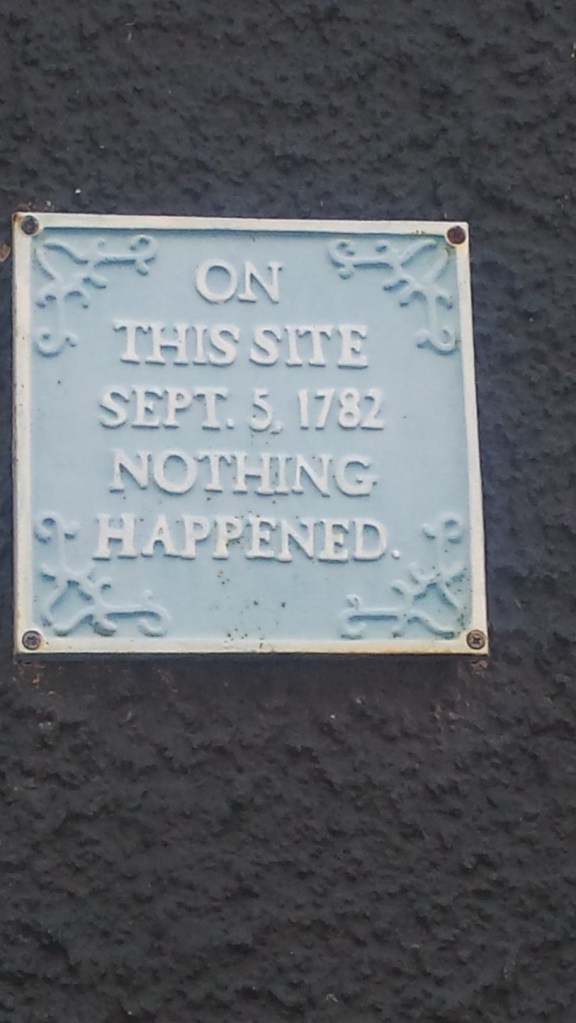 ON
THIS SITE
SEPT. 5, 1782
NOTHING
HAPPENED.